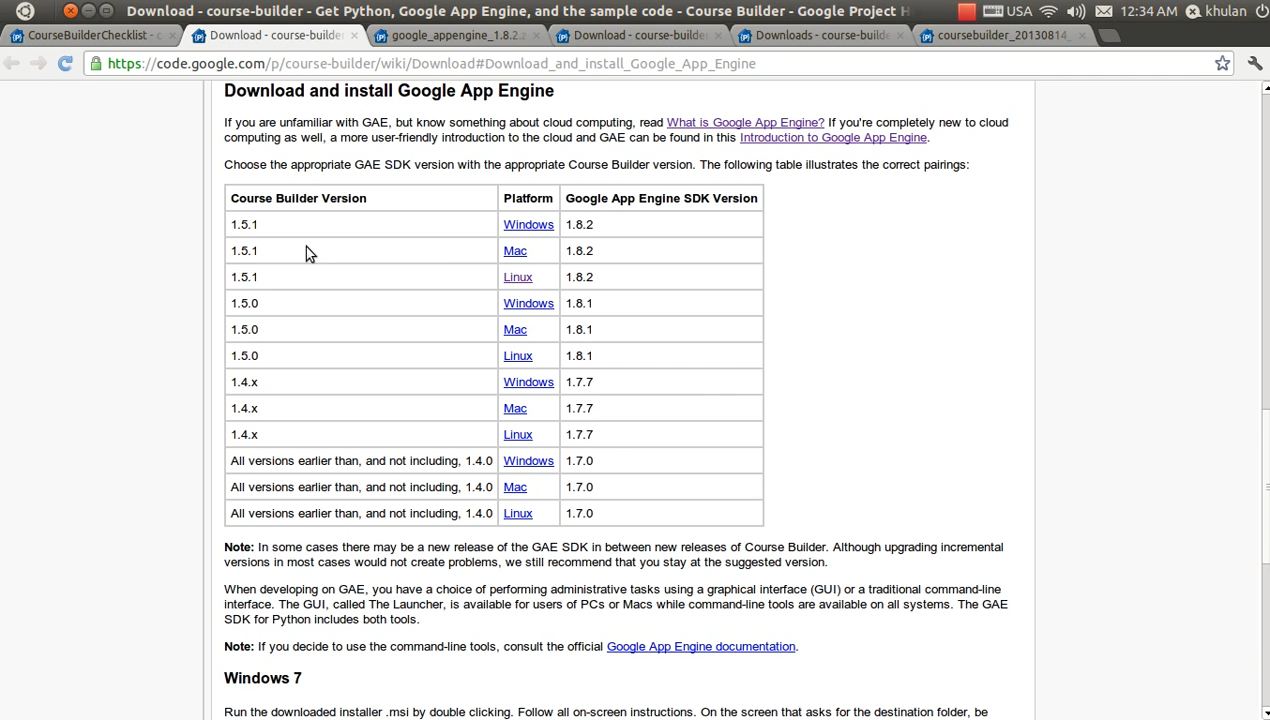 Download - course-builder - Get Python, Google App Engine, and the sample code - Course Builder - Google Project H
USA
12:34 AM
khulan
CourseBuilderChecklist - c
Download - course-builder
google_appengine_1.8.2.z
Download - course-builder
Downloads - course-builder
coursebuilder_20130814_
https://code.google.com/p/course-builder/wiki/Download#Download_and_install_Google_App_Engine
Download and install Google App Engine
If you are unfamiliar with GAE, but know something about cloud computing, read What is Google App Engine? If you're completely new to cloud
computing as well, a more user-friendly introduction to the cloud and GAE can be found in this Introduction to Google App Engine.
Choose the appropriate GAE SDK version with the appropriate Course Builder version. The following table illustrates the correct pairings:
Course Builder Version Platform Google App Engine SDK Version
1.5.1 Windows 1.8.2
1.5.1 Mac 1.8.2
1.5.1 Linux 1.8.2
1.5.0 Windows 1.8.1
1.5.0 Mac 1.8.1
1.5.0 Linux 1.8.1
1.4.x Windows 1.7.7
1.4.x Mac 1.7.7
1.4.x Linux 1.7.7
All versions earlier than, and not including, 1.4.0 Windows 1.7.0
All versions earlier than, and not including, 1.4.0 Mac 1.7.0
All versions earlier than, and not including, 1.4.0 Linux 1.7.0
Note: In some cases there may be a new release of the GAE SDK in between new releases of Course Builder. Although upgrading incremental
versions in most cases would not create problems, we still recommend that you stay at the suggested version.
When developing on GAE, you have a choice of performing administrative tasks using a graphical interface (GUI) or a traditional command-line
interface. The GUI, called The Launcher, is available for users of PCs or Macs while command-line tools are available on all systems. The GAE
SDK for Python includes both tools.
Note: If you decide to use the command-line tools, consult the official Google App Engine documentation.
Windows 7
Run the downloaded installer .msi by double clicking. Follow all on-screen instructions. On the screen that asks for the destination folder, be